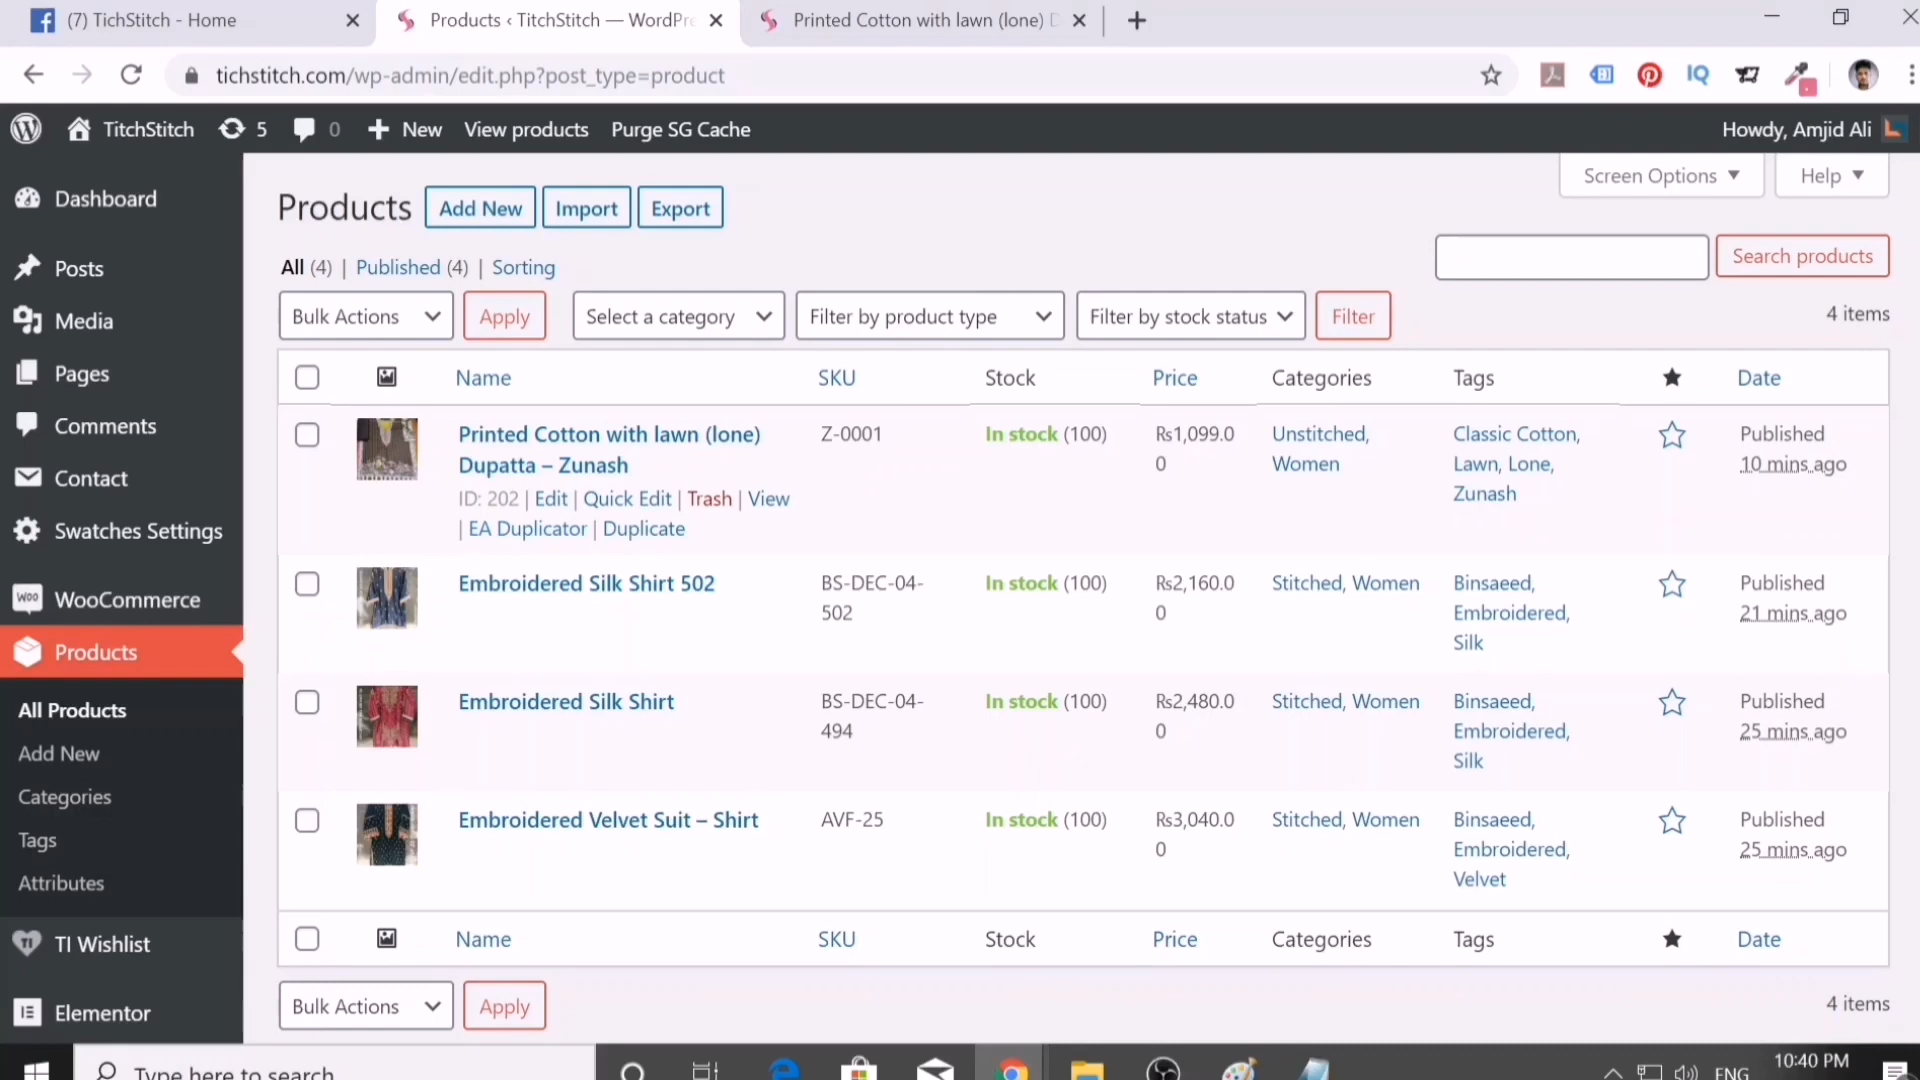 (7) TichStitch - Home
Products ‹ TitchStitch — WordPre
Printed Cotton with lawn (lone) D
tichstitch.com/wp-admin/edit.php?post_type=product
TitchStitch 5 0 New View products Purge SG Cache
Howdy, Amjid Ali
Screen Options
Help
Dashboard
Posts
Media
Pages
Comments
Contact
Swatches Settings
WooCommerce
Products
All Products
Add New
Categories
Tags
Attributes
TI Wishlist
Elementor
Products Add New Import Export
Search products
All (4) | Published (4) | Sorting
Bulk Actions Apply Select a category Filter by product type Filter by stock status Filter
4 items
Name SKU Stock Price Categories Tags Date
Printed Cotton with lawn (lone)
Dupatta – Zunash
ID: 202 | Edit | Quick Edit | Trash | View
| EA Duplicator | Duplicate
Z-0001
In stock (100)
₨1,099.0
0
Unstitched,
Women
Classic Cotton,
Lawn, Lone,
Zunash
Published
10 mins ago
Embroidered Silk Shirt 502
BS-DEC-04-
502
In stock (100)
₨2,160.0
0
Stitched, Women
Binsaeed,
Embroidered,
Silk
Published
21 mins ago
Embroidered Silk Shirt
BS-DEC-04-
494
In stock (100)
₨2,480.0
0
Stitched, Women
Binsaeed,
Embroidered,
Silk
Published
25 mins ago
Embroidered Velvet Suit – Shirt
AVF-25
In stock (100)
₨3,040.0
0
Stitched, Women
Binsaeed,
Embroidered,
Velvet
Published
25 mins ago
Name SKU Stock Price Categories Tags Date
Bulk Actions Apply
4 items
Type here to search
ENG
10:40 PM